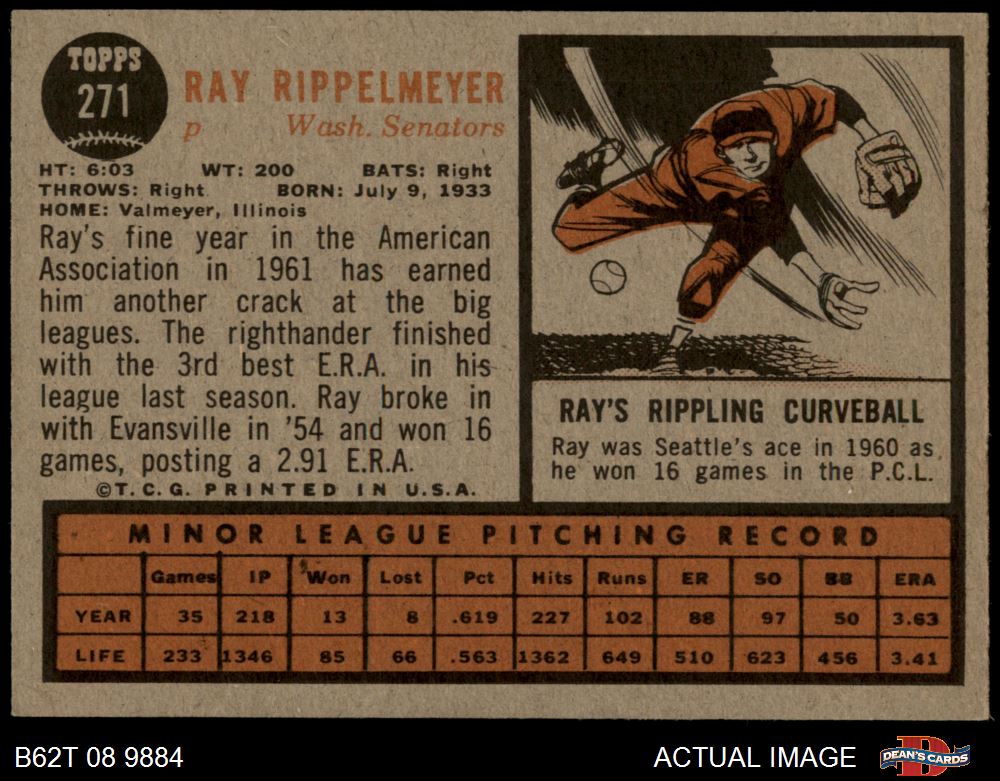 TOPPS
271
RAY RIPPELMEYER
p Wash. Senators
HT: 6:03 WT: 200 BATS: Right
THROWS: Right BORN: July 9, 1933
HOME: Valmeyer, Illinois
Ray's fine year in the American
Association in 1961 has earned
him another crack at the big
leagues. The righthander finished
with the 3rd best E.R.A. in his
league last season. Ray broke in
with Evansville in '54 and won 16
games, posting a 2.91 E.R.A.
©T.C.G. PRINTED IN U.S.A.
RAY'S RIPPLING CURVEBALL
Ray was Seattle's ace in 1960 as
he won 16 games in the P.C.L.
MINOR LEAGUE PITCHING RECORD
Games IP Won Lost Pct Hits Runs ER SO BB ERA
YEAR 35 218 13 8 .619 227 102 88 97 50 3.63
LIFE 233 1346 85 66 .563 1362 649 510 623 456 3.41
B62T 08 9884
ACTUAL IMAGE
DEAN'S CARDS